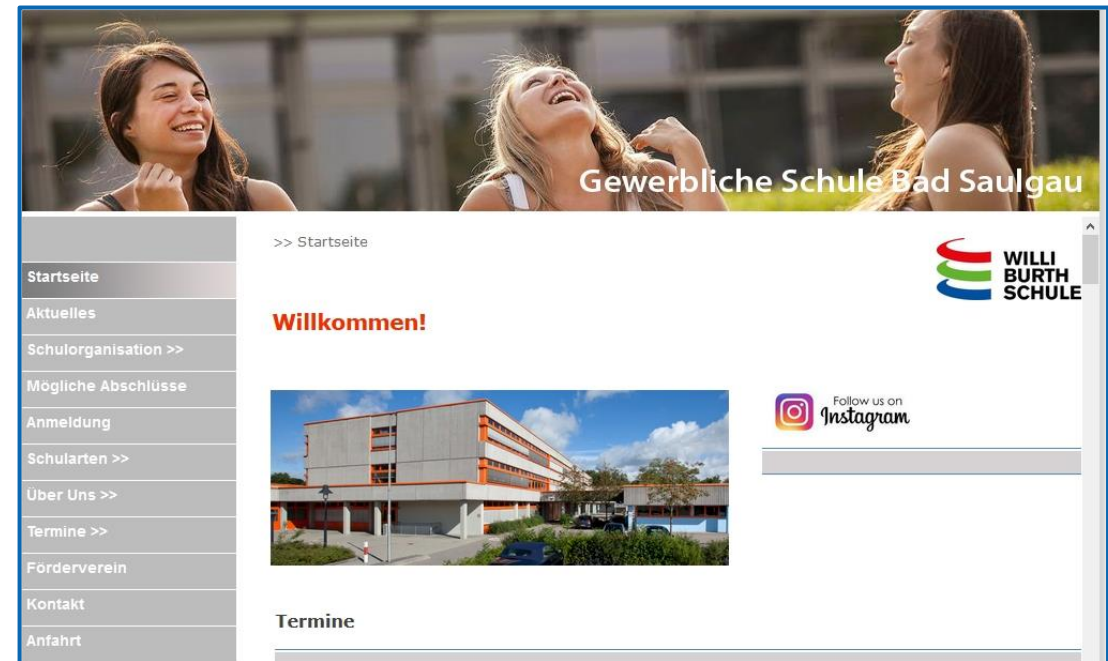 Gewerbliche Schule Bad Saulgau
>> Startseite
WILLI
BURTH
SCHULE
Startseite
Aktuelles
Schulorganisation >>
Mögliche Abschlüsse
Anmeldung
Schularten >>
Über Uns >>
Termine >>
Förderverein
Kontakt
Anfahrt
Willkommen!
Follow us on
Instagram
Termine